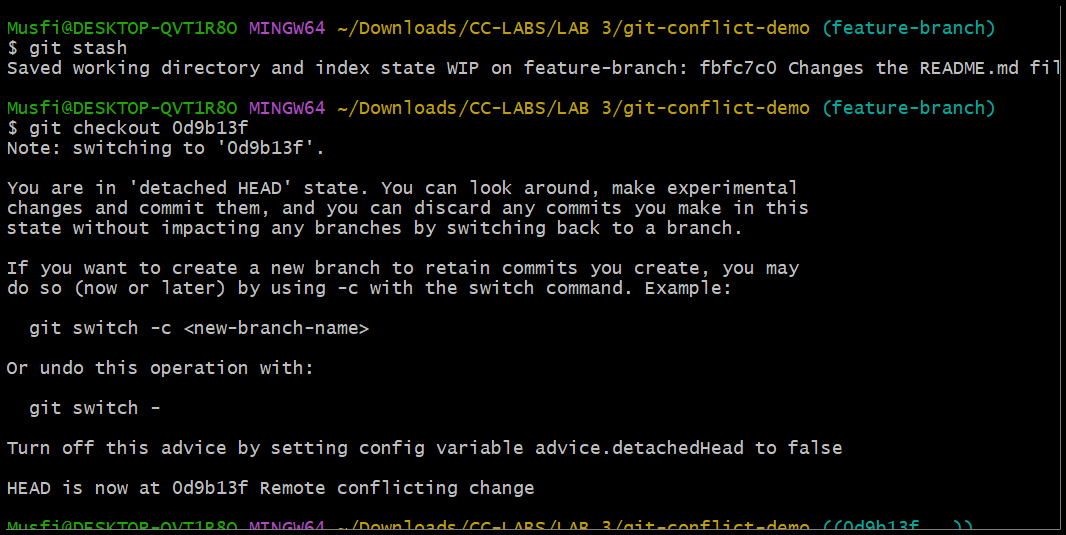 Musfi@DESKTOP-QVT1R8O MINGW64 ~/Downloads/CC-LABS/LAB 3/git-conflict-demo (feature-branch)
$ git stash
Saved working directory and index state WIP on feature-branch: fbfc7c0 Changes the README.md fil
Musfi@DESKTOP-QVT1R8O MINGW64 ~/Downloads/CC-LABS/LAB 3/git-conflict-demo (feature-branch)
$ git checkout 0d9b13f
Note: switching to '0d9b13f'.
You are in 'detached HEAD' state. You can look around, make experimental
changes and commit them, and you can discard any commits you make in this
state without impacting any branches by switching back to a branch.
If you want to create a new branch to retain commits you create, you may
do so (now or later) by using -c with the switch command. Example:
git switch -c <new-branch-name>
Or undo this operation with:
git switch -
Turn off this advice by setting config variable advice.detachedHead to false
HEAD is now at 0d9b13f Remote conflicting change
Musfi@DESKTOP-QVT1R8O MINGW64 ~/Downloads/CC-LABS/LAB 3/git-conflict-demo ((0d9b13f...))